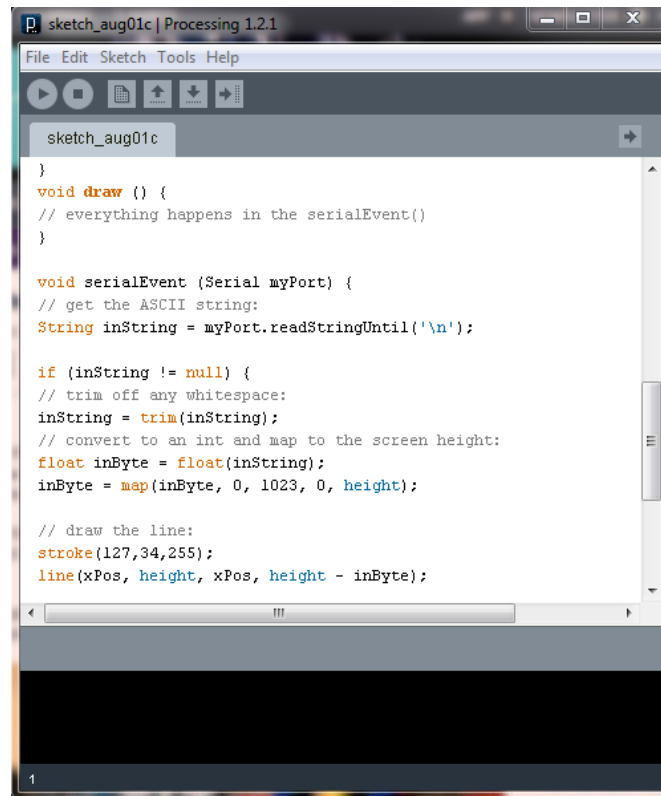 sketch_aug01c | Processing 1.2.1
File Edit Sketch Tools Help
sketch_aug01c
}
void draw () {
// everything happens in the serialEvent()
}
void serialEvent (Serial myPort) {
// get the ASCII string:
String inString = myPort.readStringUntil('\n');
if (inString != null) {
// trim off any whitespace:
inString = trim(inString);
// convert to an int and map to the screen height:
float inByte = float(inString);
inByte = map(inByte, 0, 1023, 0, height);
// draw the line:
stroke(127,34,255);
line(xPos, height, xPos, height - inByte);
1